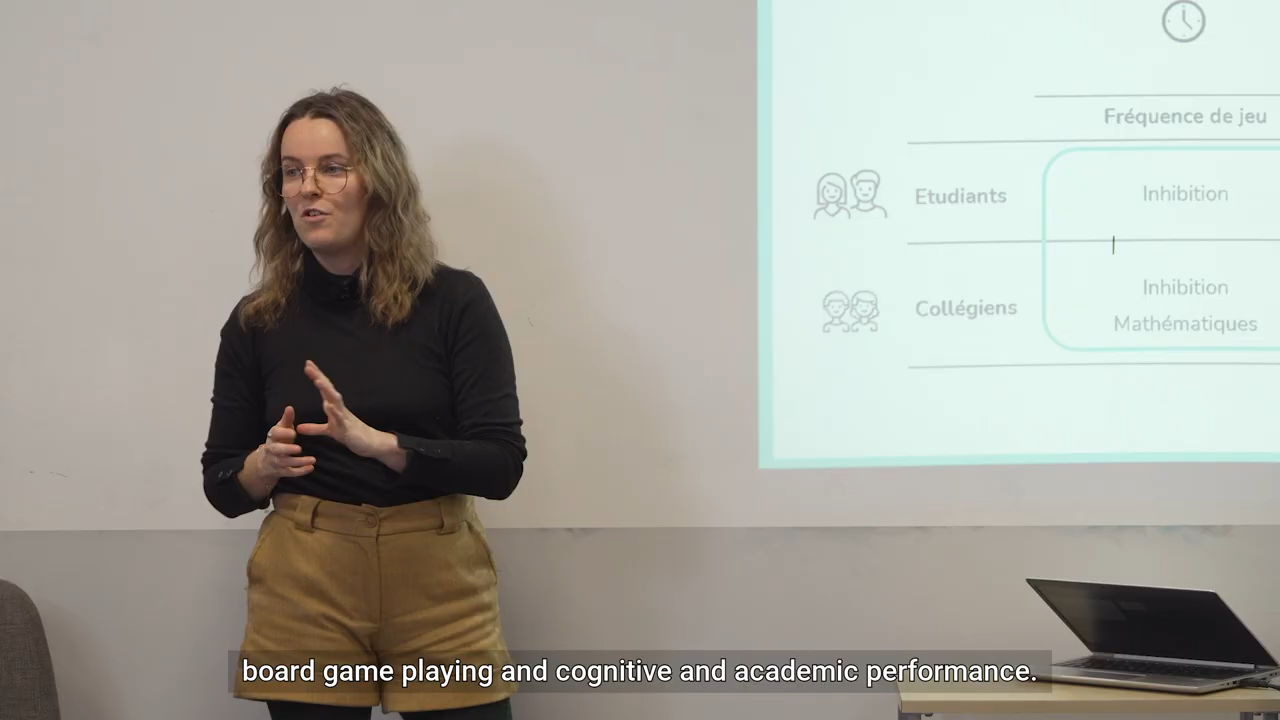 Fréquence de jeu
Etudiants
Inhibition
Collégiens
Inhibition
Mathématiques
board game playing and cognitive and academic performance.